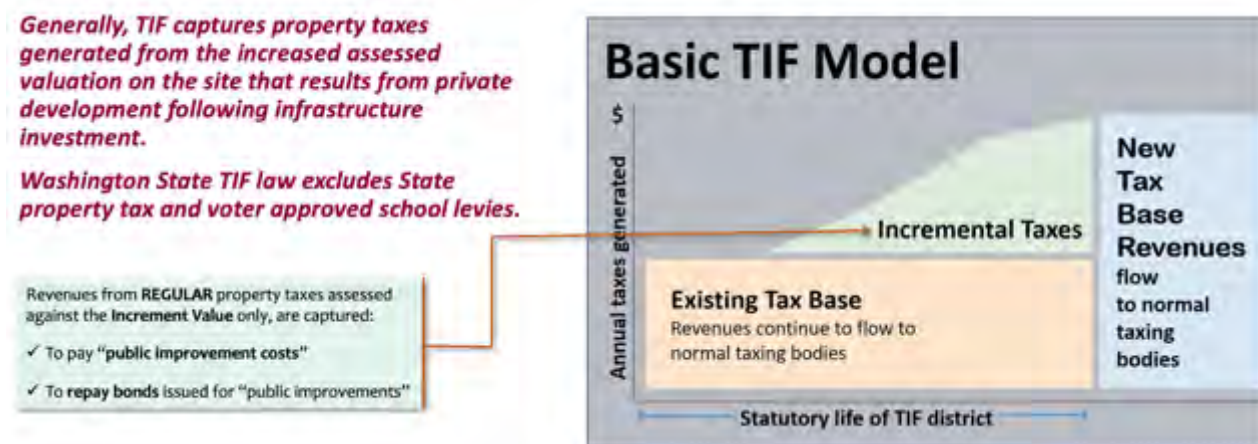 Generally, TIF captures property taxes
generated from the increased assessed
valuation on the site that results from private
development following infrastructure
investment.
Washington State TIF law excludes State
property tax and voter approved school levies.
Revenues from REGULAR property taxes assessed
against the Increment Value only, are captured:
✓ To pay “public improvement costs”
✓ To repay bonds issued for “public improvements”
Basic TIF Model
$
Annual taxes generated
Incremental Taxes
Existing Tax Base
Revenues continue to flow to
normal taxing bodies
New
Tax
Base
Revenues
flow
to normal
taxing
bodies
Statutory life of TIF district